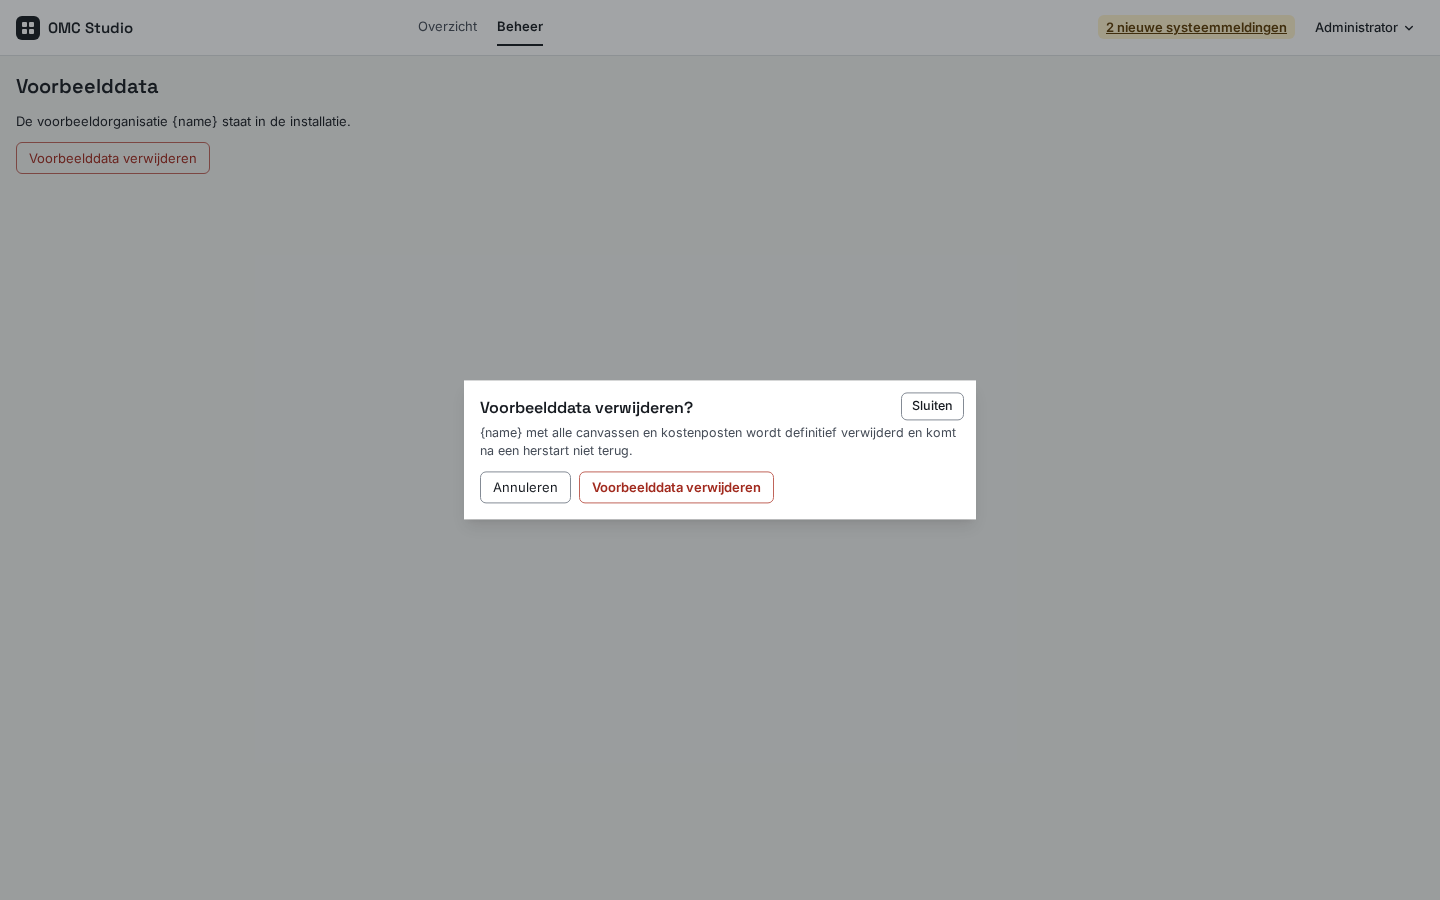 OMC Studio
Overzicht
Beheer
2 nieuwe systeemmeldingen
Administrator
Voorbeelddata
De voorbeeldorganisatie {name} staat in de installatie.
Voorbeelddata verwijderen
Voorbeelddata verwijderen?
Sluiten
{name} met alle canvassen en kostenposten wordt definitief verwijderd en komt
na een herstart niet terug.
Annuleren
Voorbeelddata verwijderen